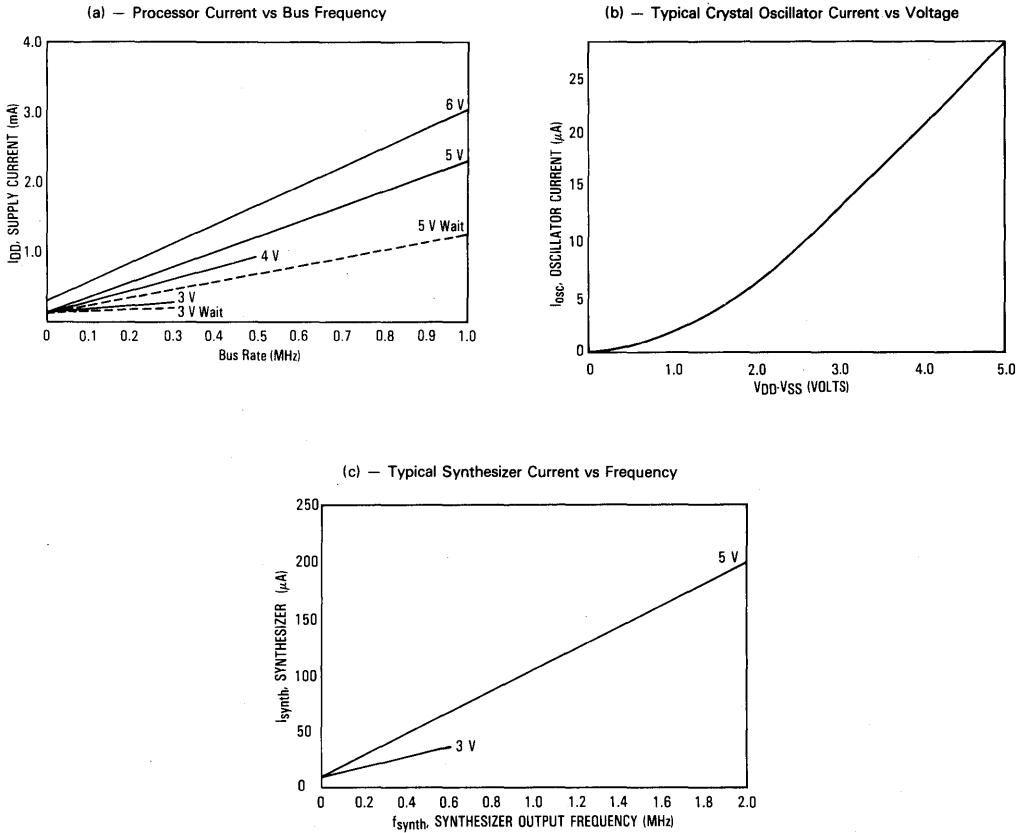 (a) — Processor Current vs Bus Frequency
4.0
3.0
2.0
1.0
IDD, SUPPLY CURRENT (mA)
6 V
5 V
5 V Wait
4 V
3 V
3 V Wait
0 0.1 0.2 0.3 0.4 0.5 0.6 0.7 0.8 0.9 1.0
Bus Rate (MHz)
(b) — Typical Crystal Oscillator Current vs Voltage
25
20
15
10
5
0
Iosc, OSCILLATOR CURRENT (µA)
0 1.0 2.0 3.0 4.0 5.0
VDD-VSS (VOLTS)
(c) — Typical Synthesizer Current vs Frequency
250
200
150
100
50
0
Isynth, SYNTHESIZER (µA)
5 V
3 V
0 0.2 0.4 0.6 0.8 1.0 1.2 1.4 1.6 1.8 2.0
fsynth, SYNTHESIZER OUTPUT FREQUENCY (MHz)